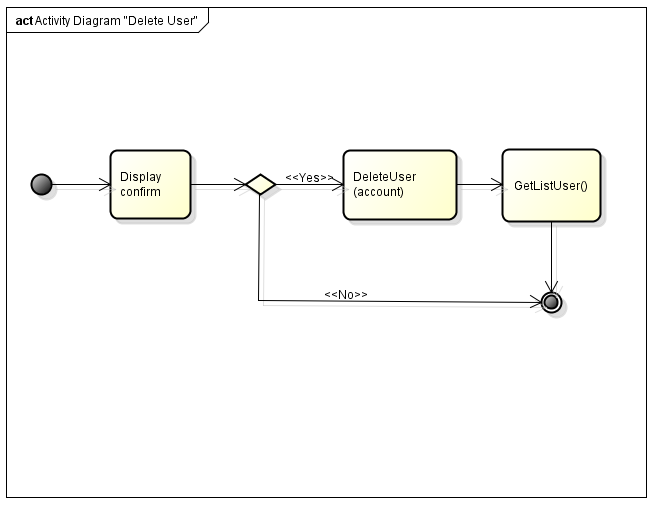 act Activity Diagram "Delete User"
Display
confirm
<<Yes>>
DeleteUser
(account)
GetListUser()
<<No>>